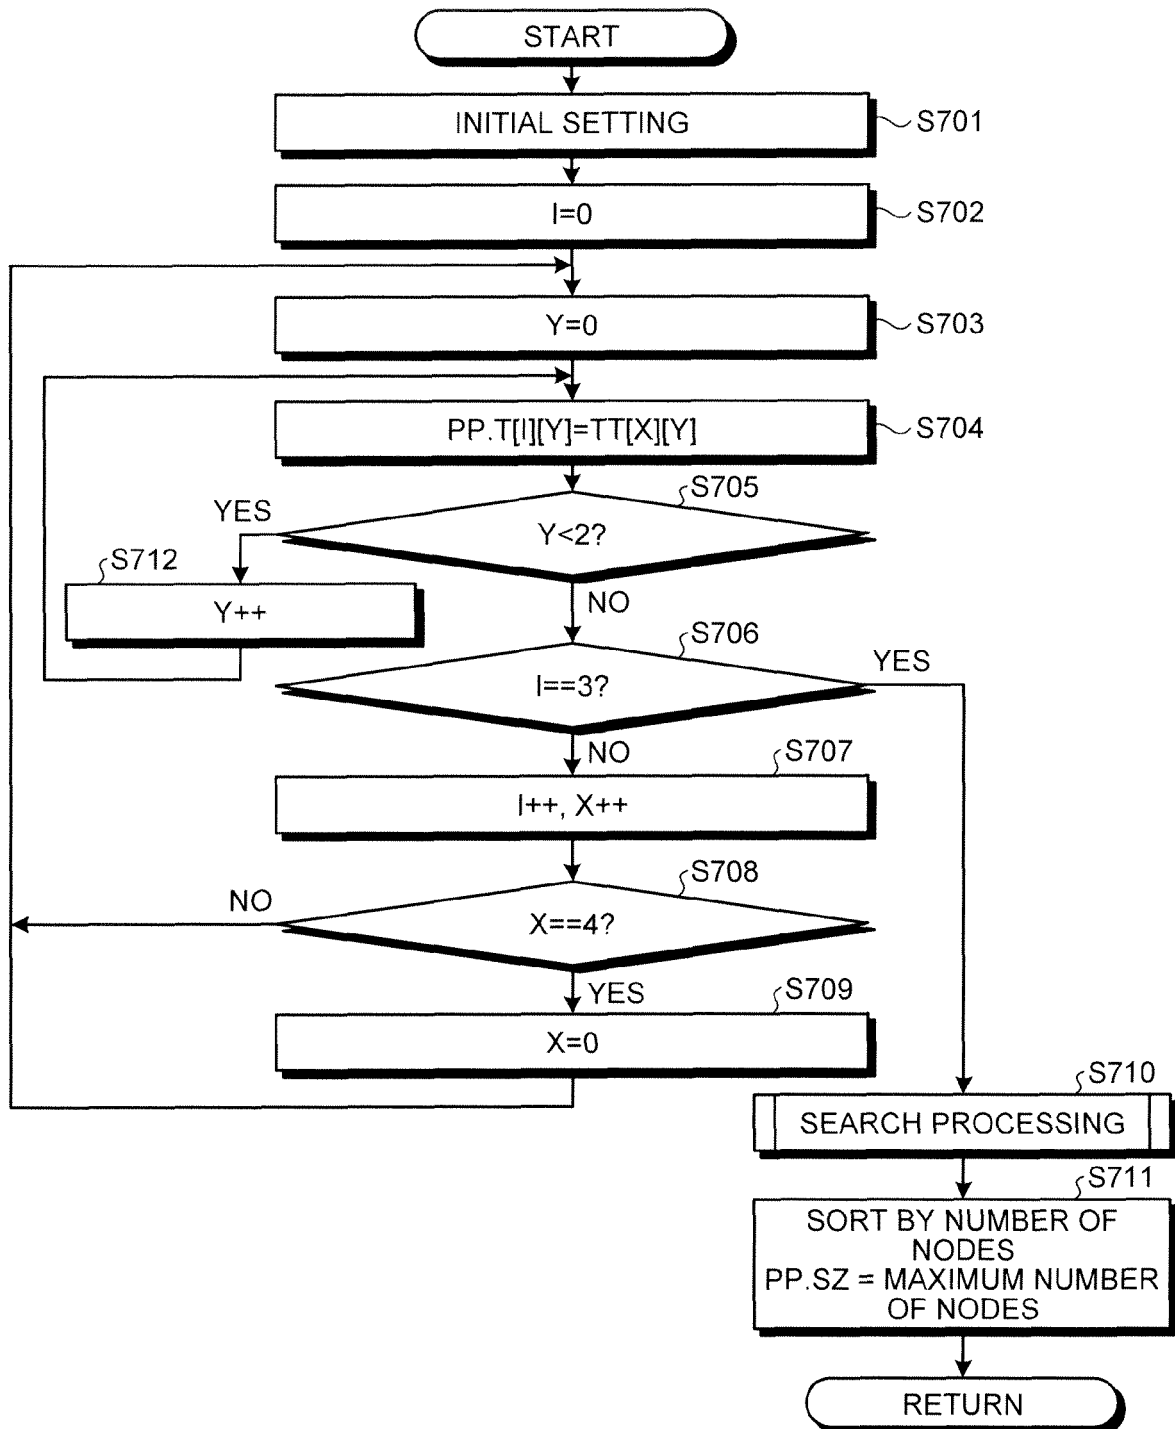 START
INITIAL SETTING
S701
I=0
S702
Y=0
S703
PP.T[I][Y]=TT[X][Y]
S704
S705
YES
Y<2?
S712
Y++
NO
S706
YES
I==3?
NO
S707
I++, X++
S708
NO
X==4?
YES
S709
X=0
S710
SEARCH PROCESSING
S711
SORT BY NUMBER OF
NODES
PP.SZ = MAXIMUM NUMBER
OF NODES
RETURN